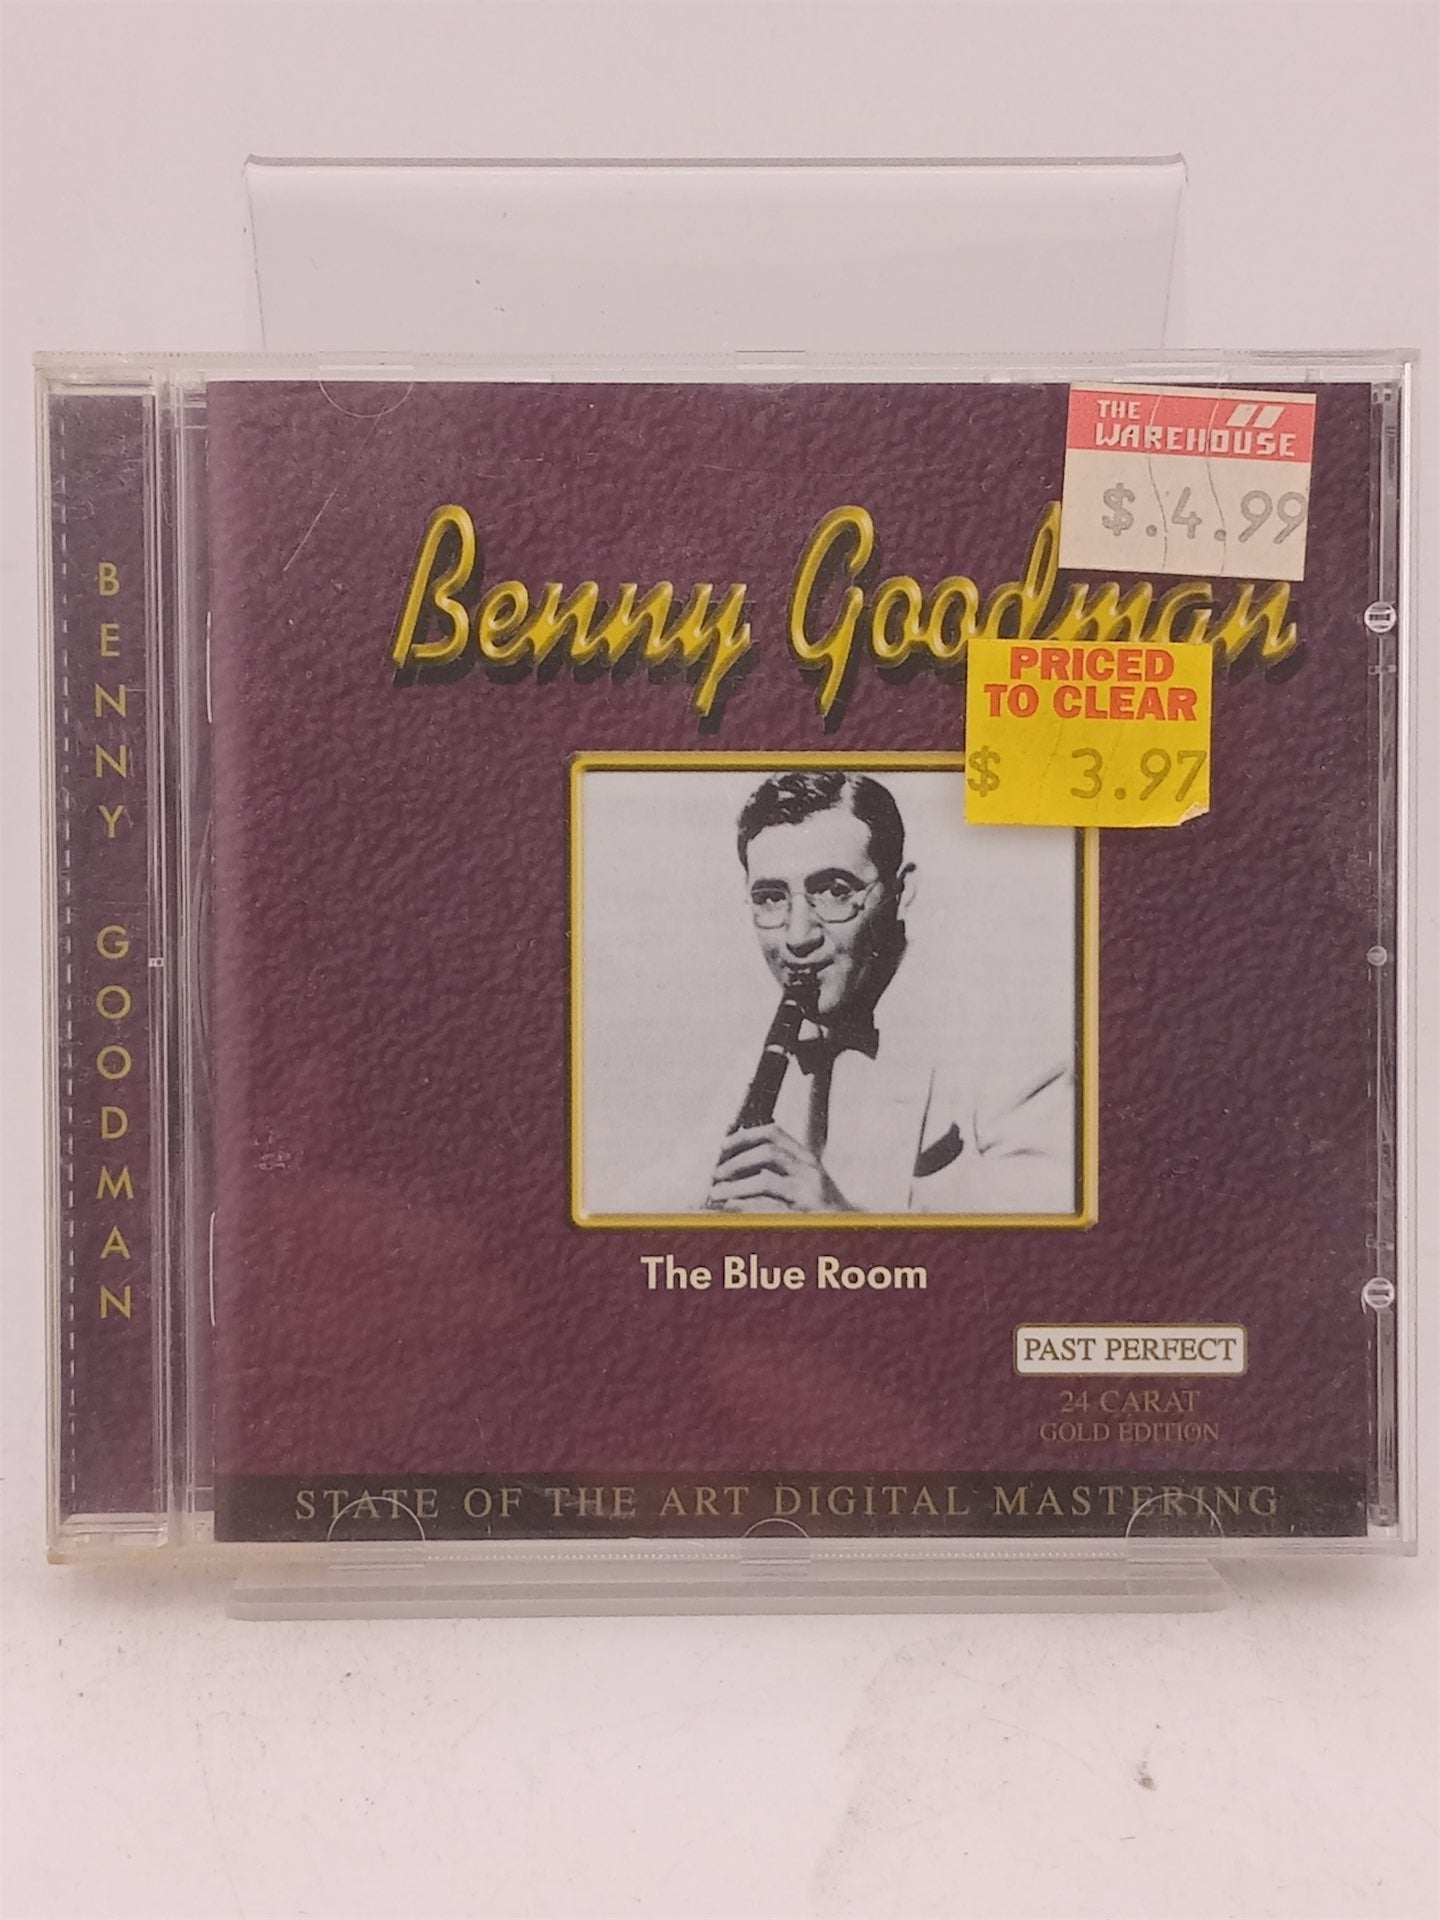 BENNY GOODMAN
THE
WAREHOUSE
$.4.99
Benny Goodman
PRICED
TO CLEAR
$ 3.97
The Blue Room
PAST PERFECT
24 CARAT
GOLD EDITION
STATE OF THE ART DIGITAL MASTERING